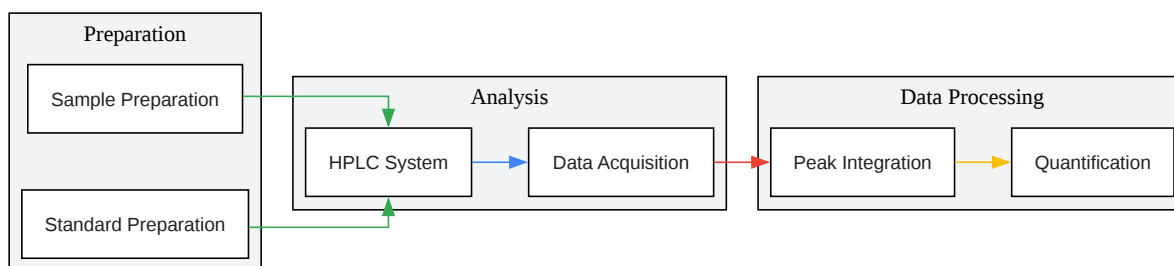 Preparation
Sample Preparation
Standard Preparation
Analysis
HPLC System
Data Acquisition
Data Processing
Peak Integration
Quantification